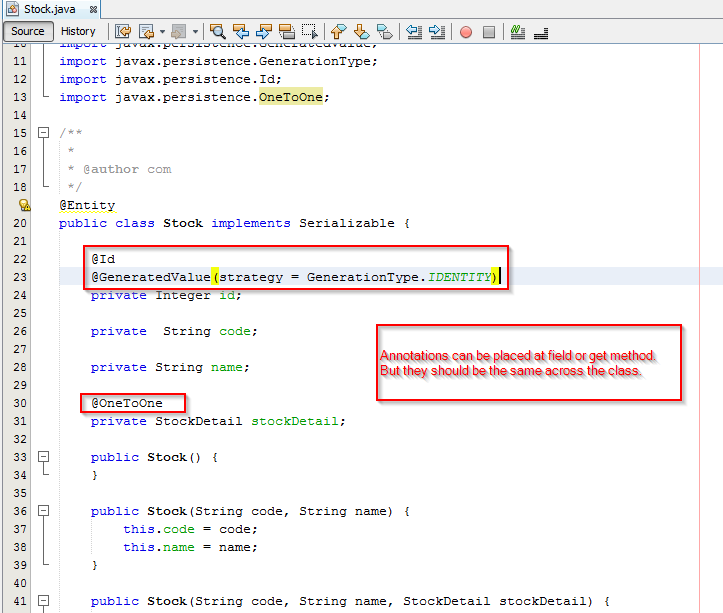 Stock.java
Source History
10 import javax.persistence.GeneratedValue;
11 import javax.persistence.GenerationType;
12 import javax.persistence.Id;
13 import javax.persistence.OneToOne;
14
15 /**
16 *
17 * @author com
18 */
@Entity
20 public class Stock implements Serializable {
21
22 @Id
23 @GeneratedValue(strategy = GenerationType.IDENTITY)
24 private Integer id;
25
26 private  String code;
27
28 private String name;
Annotations can be placed at field or get method.
But they should be the same across the class.
29
30 @OneToOne
31 private StockDetail stockDetail;
32
33 public Stock() {
34 }
35
36 public Stock(String code, String name) {
37 this.code = code;
38 this.name = name;
39 }
40
41 public Stock(String code, String name, StockDetail stockDetail) {